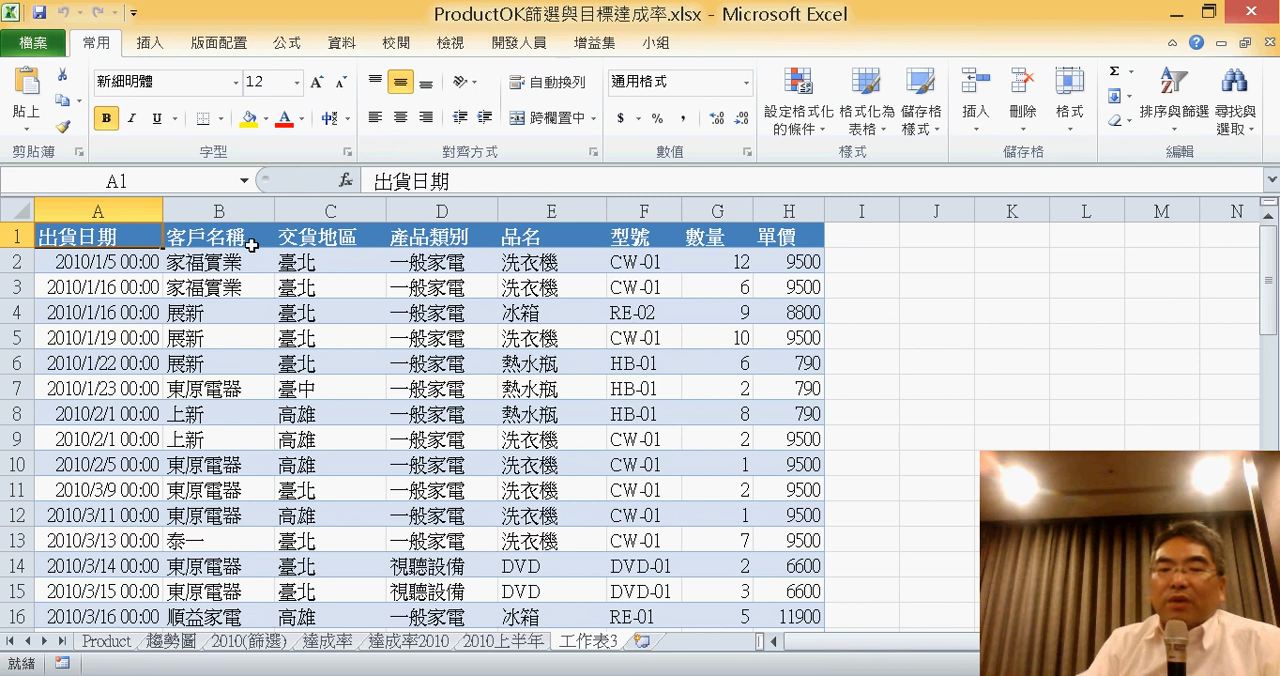 ProductOK篩選與目標達成率.xlsx - Microsoft Excel
檔案 常用 插入 版面配置 公式 資料 校閱 檢視 開發人員 增益集 小組
新細明體 12 自動換列 通用格式
貼上 跨欄置中 設定格式化的條件 格式化為表格 儲存格樣式 插入 刪除 格式 排序與篩選 尋找與選取
剪貼簿 字型 對齊方式 數值 樣式 儲存格 編輯
A1 fx 出貨日期
A B C D E F G H I J K L M N
1 出貨日期 客戶名稱 交貨地區 產品類別 品名 型號 數量 單價
2 2010/1/5 00:00 家福實業 臺北 一般家電 洗衣機 CW-01 12 9500
3 2010/1/16 00:00 家福實業 臺北 一般家電 洗衣機 CW-01 6 9500
4 2010/1/16 00:00 展新 臺北 一般家電 冰箱 RE-02 9 8800
5 2010/1/19 00:00 展新 臺北 一般家電 洗衣機 CW-01 10 9500
6 2010/1/22 00:00 展新 臺北 一般家電 熱水瓶 HB-01 6 790
7 2010/1/23 00:00 東原電器 臺中 一般家電 熱水瓶 HB-01 2 790
8 2010/2/1 00:00 上新 高雄 一般家電 熱水瓶 HB-01 8 790
9 2010/2/1 00:00 上新 高雄 一般家電 洗衣機 CW-01 2 9500
10 2010/2/5 00:00 東原電器 高雄 一般家電 洗衣機 CW-01 1 9500
11 2010/3/9 00:00 東原電器 臺北 一般家電 洗衣機 CW-01 2 9500
12 2010/3/11 00:00 東原電器 高雄 一般家電 洗衣機 CW-01 1 9500
13 2010/3/13 00:00 泰一 臺北 一般家電 洗衣機 CW-01 7 9500
14 2010/3/14 00:00 東原電器 臺北 視聽設備 DVD DVD-01 2 6600
15 2010/3/15 00:00 東原電器 臺北 視聽設備 DVD DVD-01 3 6600
16 2010/3/16 00:00 順益家電 高雄 一般家電 冰箱 RE-01 5 11900
Product 趨勢圖 2010(篩選) 達成率 達成率2010 2010上半年 工作表3
就緒